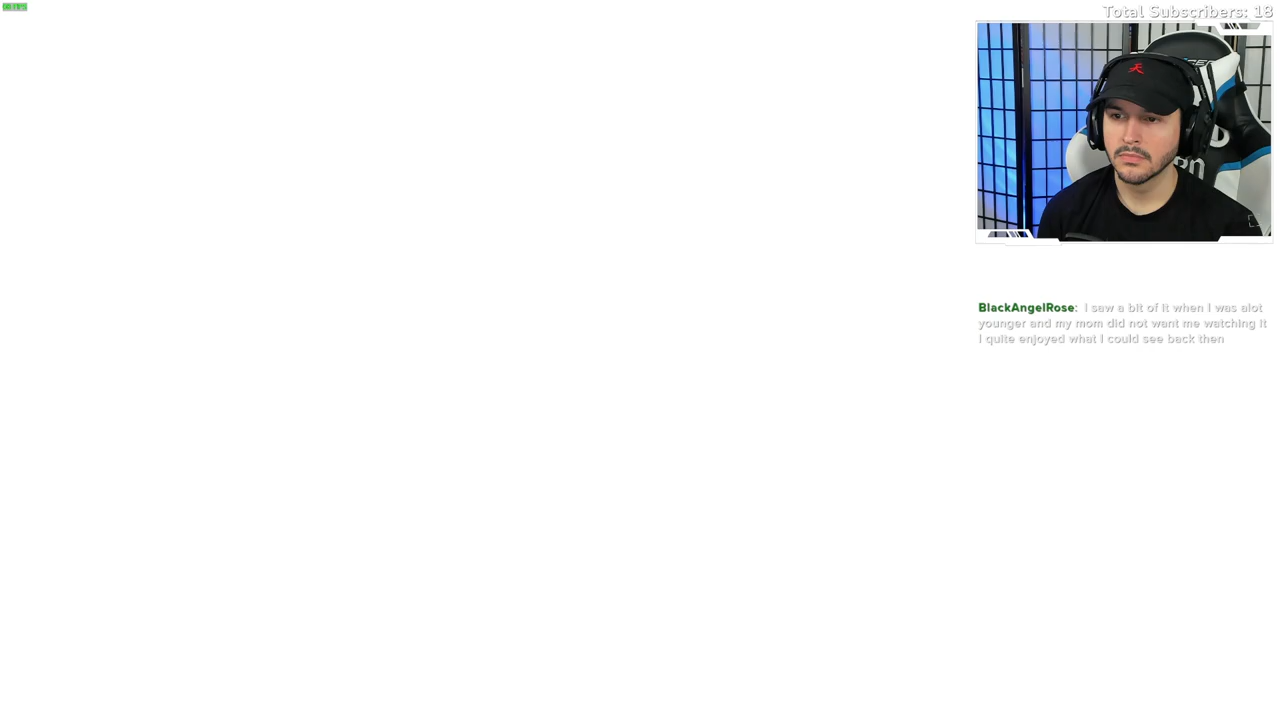 Total Subscribers: 18
天
BlackAngelRose: I saw a bit of it when I was alot
younger and my mom did not want me watching it
I quite enjoyed what I could see back then